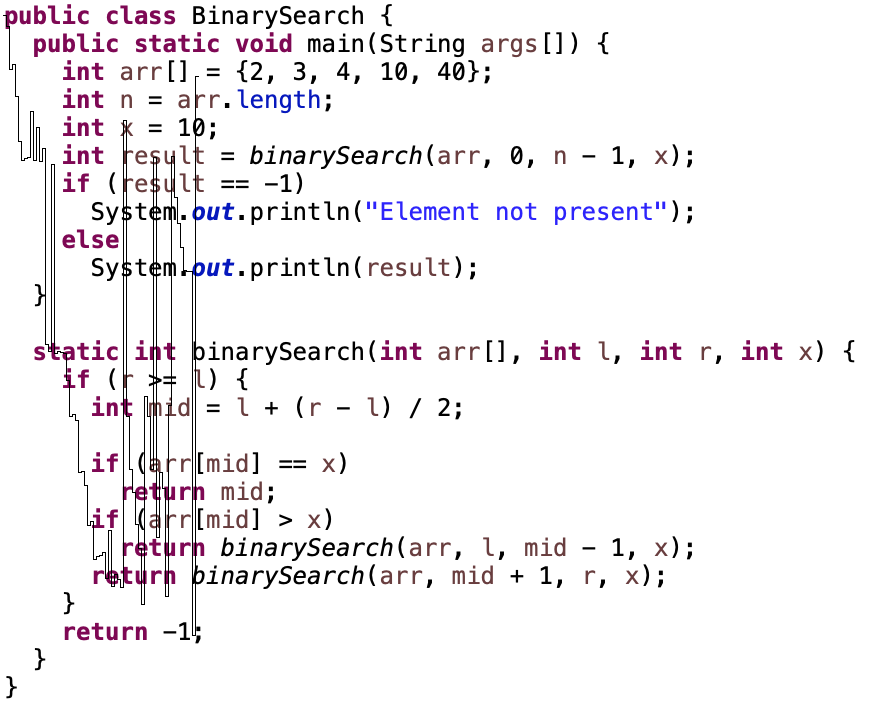 public class BinarySearch {
public static void main(String args[]) {
int arr[] = {2, 3, 4, 10, 40};
int n = arr.length;
int x = 10;
int result = binarySearch(arr, 0, n - 1, x);
if (result == -1)
System.out.println("Element not present");
else
System.out.println(result);
}
static int binarySearch(int arr[], int l, int r, int x) {
if (r >= l) {
int mid = l + (r - l) / 2;
if (arr[mid] == x)
return mid;
if (arr[mid] > x)
return binarySearch(arr, l, mid - 1, x);
return binarySearch(arr, mid + 1, r, x);
}
return -1;
}
}